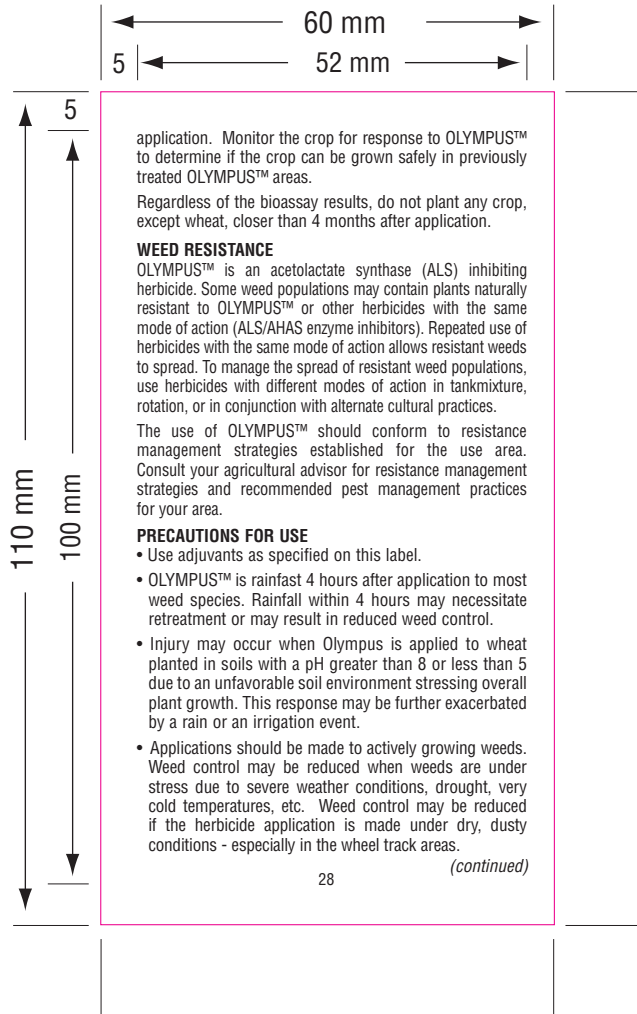 60 mm
5 52 mm
5
110 mm
100 mm
application. Monitor the crop for response to OLYMPUS™
to determine if the crop can be grown safely in previously
treated OLYMPUS™ areas.
Regardless of the bioassay results, do not plant any crop,
except wheat, closer than 4 months after application.
WEED RESISTANCE
OLYMPUS™ is an acetolactate synthase (ALS) inhibiting
herbicide. Some weed populations may contain plants naturally
resistant to OLYMPUS™ or other herbicides with the same
mode of action (ALS/AHAS enzyme inhibitors). Repeated use of
herbicides with the same mode of action allows resistant weeds
to spread. To manage the spread of resistant weed populations,
use herbicides with different modes of action in tankmixture,
rotation, or in conjunction with alternate cultural practices.
The use of OLYMPUS™ should conform to resistance
management strategies established for the use area.
Consult your agricultural advisor for resistance management
strategies and recommended pest management practices
for your area.
PRECAUTIONS FOR USE
• Use adjuvants as specified on this label.
• OLYMPUS™ is rainfast 4 hours after application to most
weed species. Rainfall within 4 hours may necessitate
retreatment or may result in reduced weed control.
• Injury may occur when Olympus is applied to wheat
planted in soils with a pH greater than 8 or less than 5
due to an unfavorable soil environment stressing overall
plant growth. This response may be further exacerbated
by a rain or an irrigation event.
• Applications should be made to actively growing weeds.
Weed control may be reduced when weeds are under
stress due to severe weather conditions, drought, very
cold temperatures, etc. Weed control may be reduced
if the herbicide application is made under dry, dusty
conditions - especially in the wheel track areas.
(continued)
28